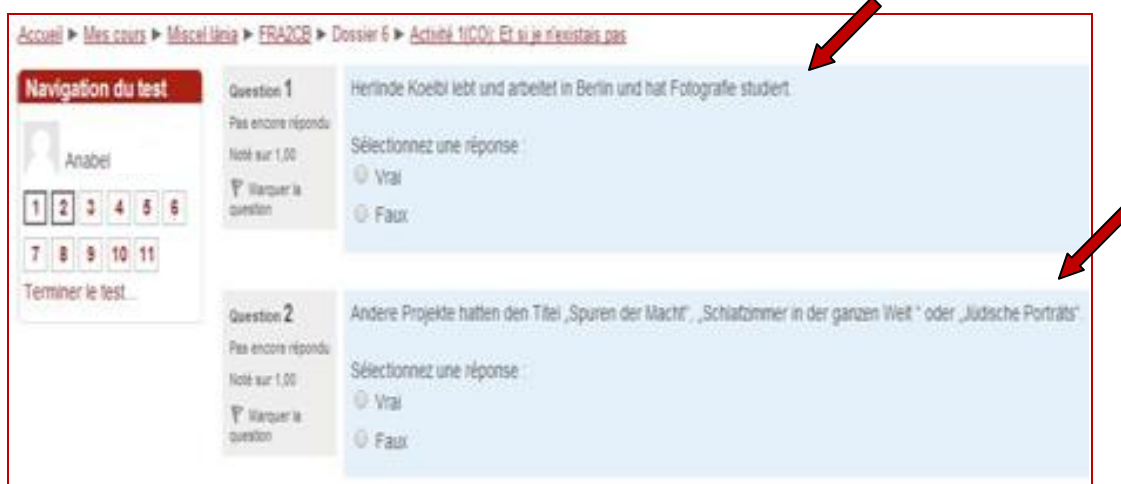 Accueil ▶ Mes cours ▶ Miscel·lània ▶ FRA2CB ▶ Dossier 6 ▶ Activité 1(CO): Et si je n'existais pas
Navigation du test
Anabel
1 2 3 4 5 6
7 8 9 10 11
Terminer le test...
Question 1
Pas encore répondu
Noté sur 1,00
Marquer la
question
Herlinde Koelbl lebt und arbeitet in Berlin und hat Fotografie studiert.
Sélectionnez une réponse :
Vrai
Faux
Question 2
Pas encore répondu
Noté sur 1,00
Marquer la
question
Andere Projekte hatten den Titel „Spuren der Macht“, „Schlafzimmer in der ganzen Welt “ oder „Jüdische Porträts“.
Sélectionnez une réponse :
Vrai
Faux